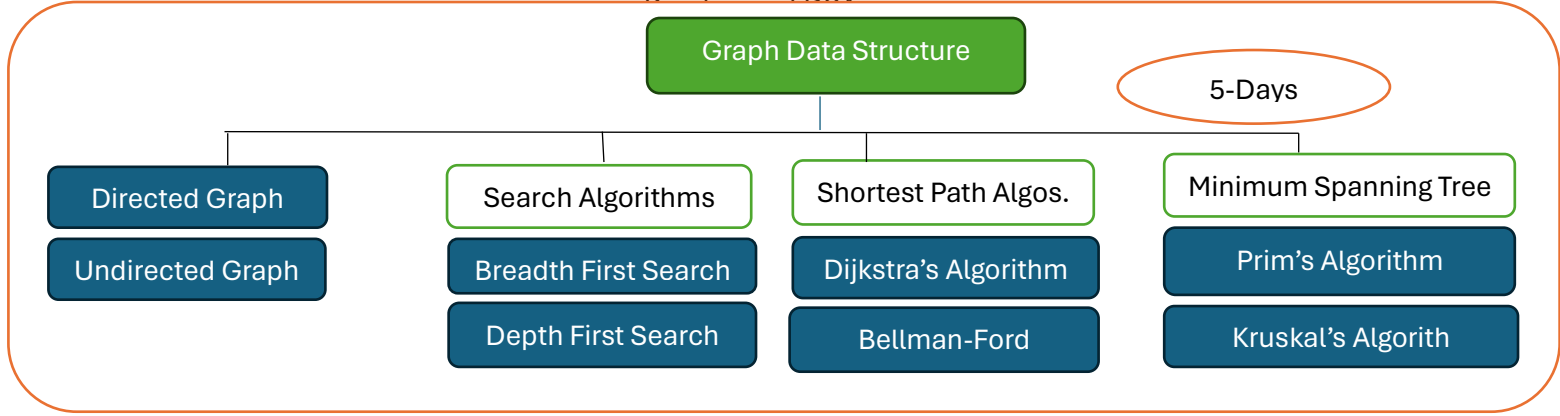 Graph Data Structure
5-Days
Directed Graph
Undirected Graph
Search Algorithms
Breadth First Search
Depth First Search
Shortest Path Algos.
Dijkstra’s Algorithm
Bellman-Ford
Minimum Spanning Tree
Prim’s Algorithm
Kruskal’s Algorith